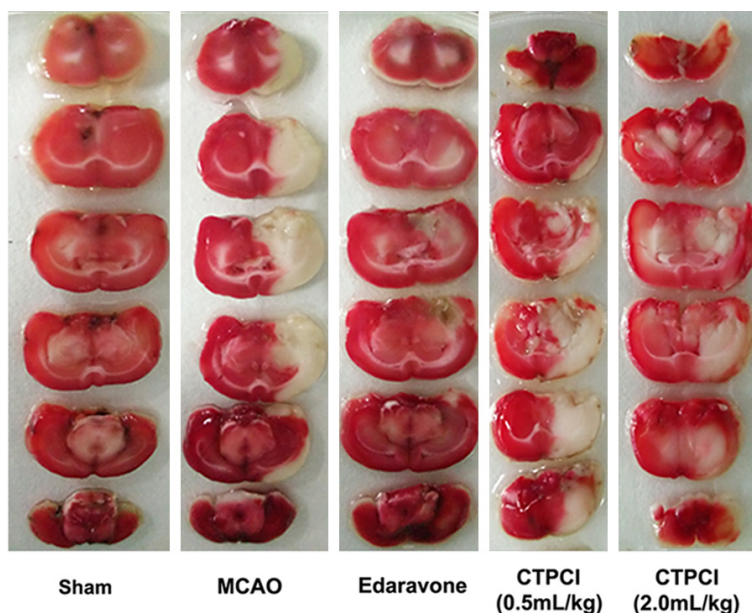 Sham
MCAO
Edaravone
CTPCI
(0.5mL/kg)
CTPCI
(2.0mL/kg)